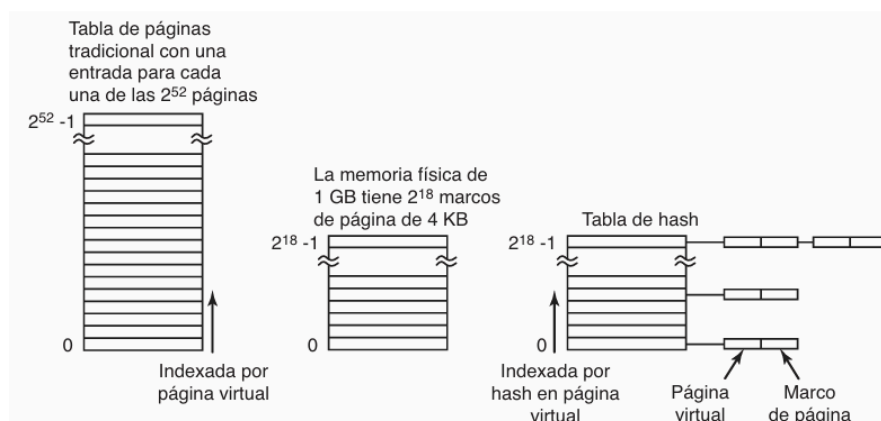 Tabla de páginas
tradicional con una
entrada para cada
una de las 2⁵² páginas
2⁵² -1
0
Indexada por
página virtual
La memoria física de
1 GB tiene 2¹⁸ marcos
de página de 4 KB
2¹⁸ -1
0
Tabla de hash
2¹⁸ -1
0
Indexada por
hash en página
virtual
Página
virtual
Marco
de página